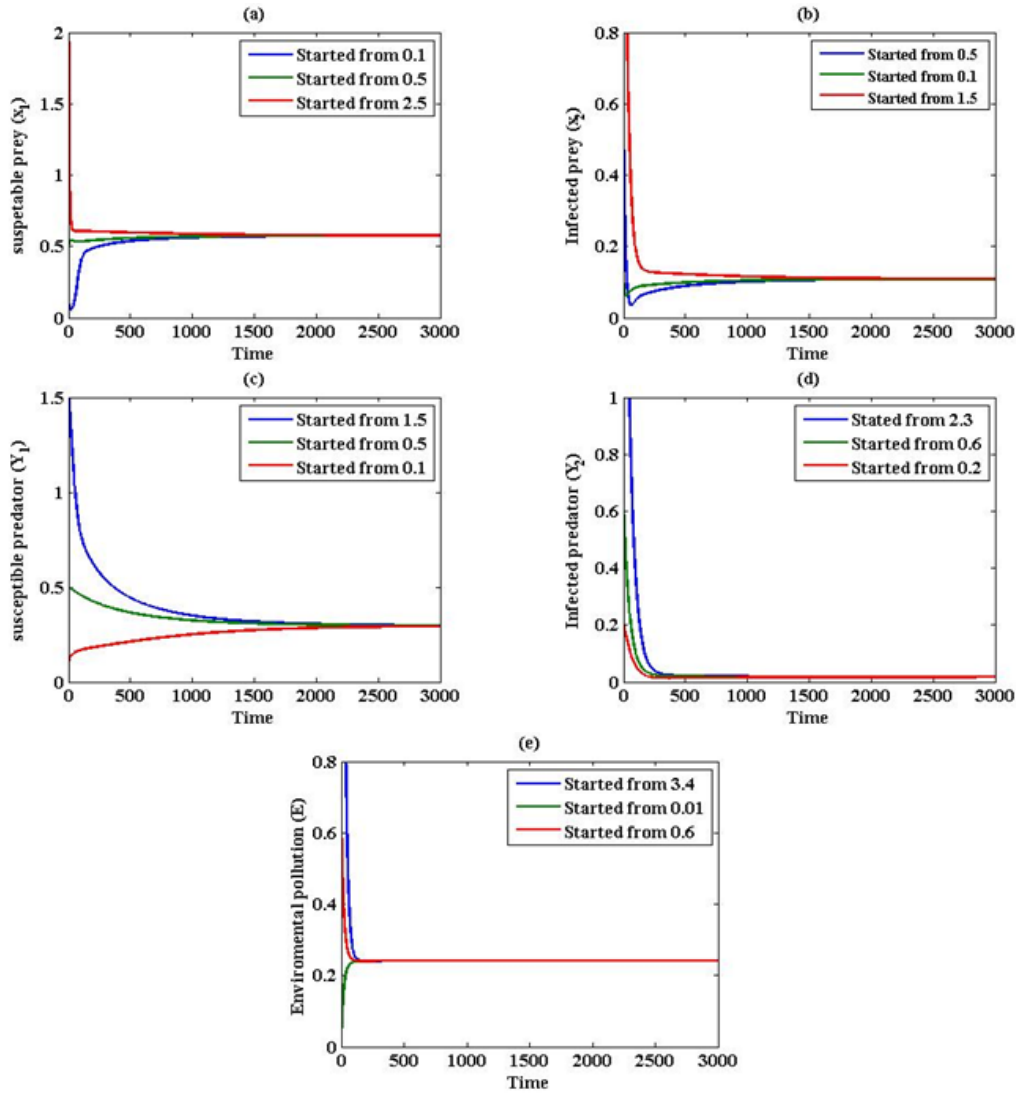 (a)
2
1.5
1
0.5
0
suspetable prey (x1)
0 500 1000 1500 2000 2500 3000
Time
Started from 0.1
Started from 0.5
Started from 2.5
(b)
0.8
0.6
0.4
0.2
0
Infected prey (x2)
0 500 1000 1500 2000 2500 3000
Time
Started from 0.5
Started from 0.1
Started from 1.5
(c)
1.5
1
0.5
0
susceptible predator (Y1)
0 500 1000 1500 2000 2500 3000
Time
Started from 1.5
Started from 0.5
Started from 0.1
(d)
1
0.8
0.6
0.4
0.2
0
Infected predator (Y2)
0 500 1000 1500 2000 2500 3000
Time
Stated from 2.3
Started from 0.6
Started from 0.2
(e)
0.8
0.6
0.4
0.2
0
Enviromental pollution (E)
0 500 1000 1500 2000 2500 3000
Time
Started from 3.4
Started from 0.01
Started from 0.6